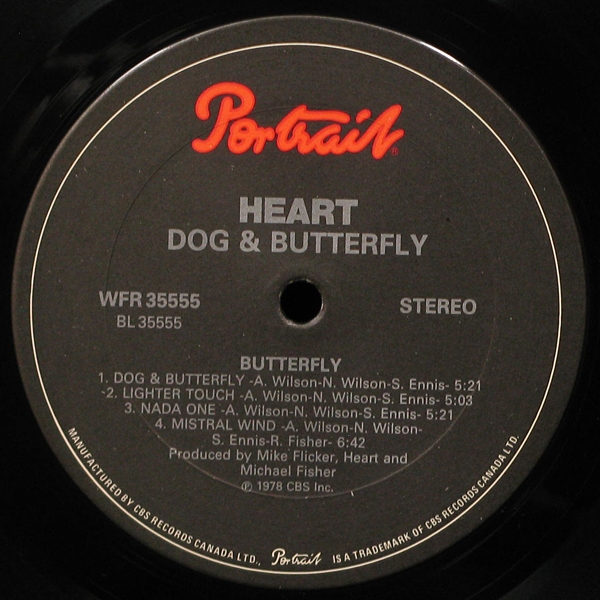 Portrait®
HEART
DOG & BUTTERFLY
WFR 35555
BL 35555
STEREO
BUTTERFLY
1. DOG & BUTTERFLY -A. Wilson-N. Wilson-S. Ennis- 5:21
-2. LIGHTER TOUCH -A. Wilson-N. Wilson-S. Ennis- 5:03
3. NADA ONE -A. Wilson-N. Wilson-S. Ennis- 5:21
4. MISTRAL WIND -A. Wilson-N. Wilson-
S. Ennis-R. Fisher- 6:42
Produced by Mike Flicker, Heart and
Michael Fisher
℗ 1978 CBS Inc.
MANUFACTURED BY CBS RECORDS CANADA LTD., Portrait IS A TRADEMARK OF CBS RECORDS CANADA LTD.